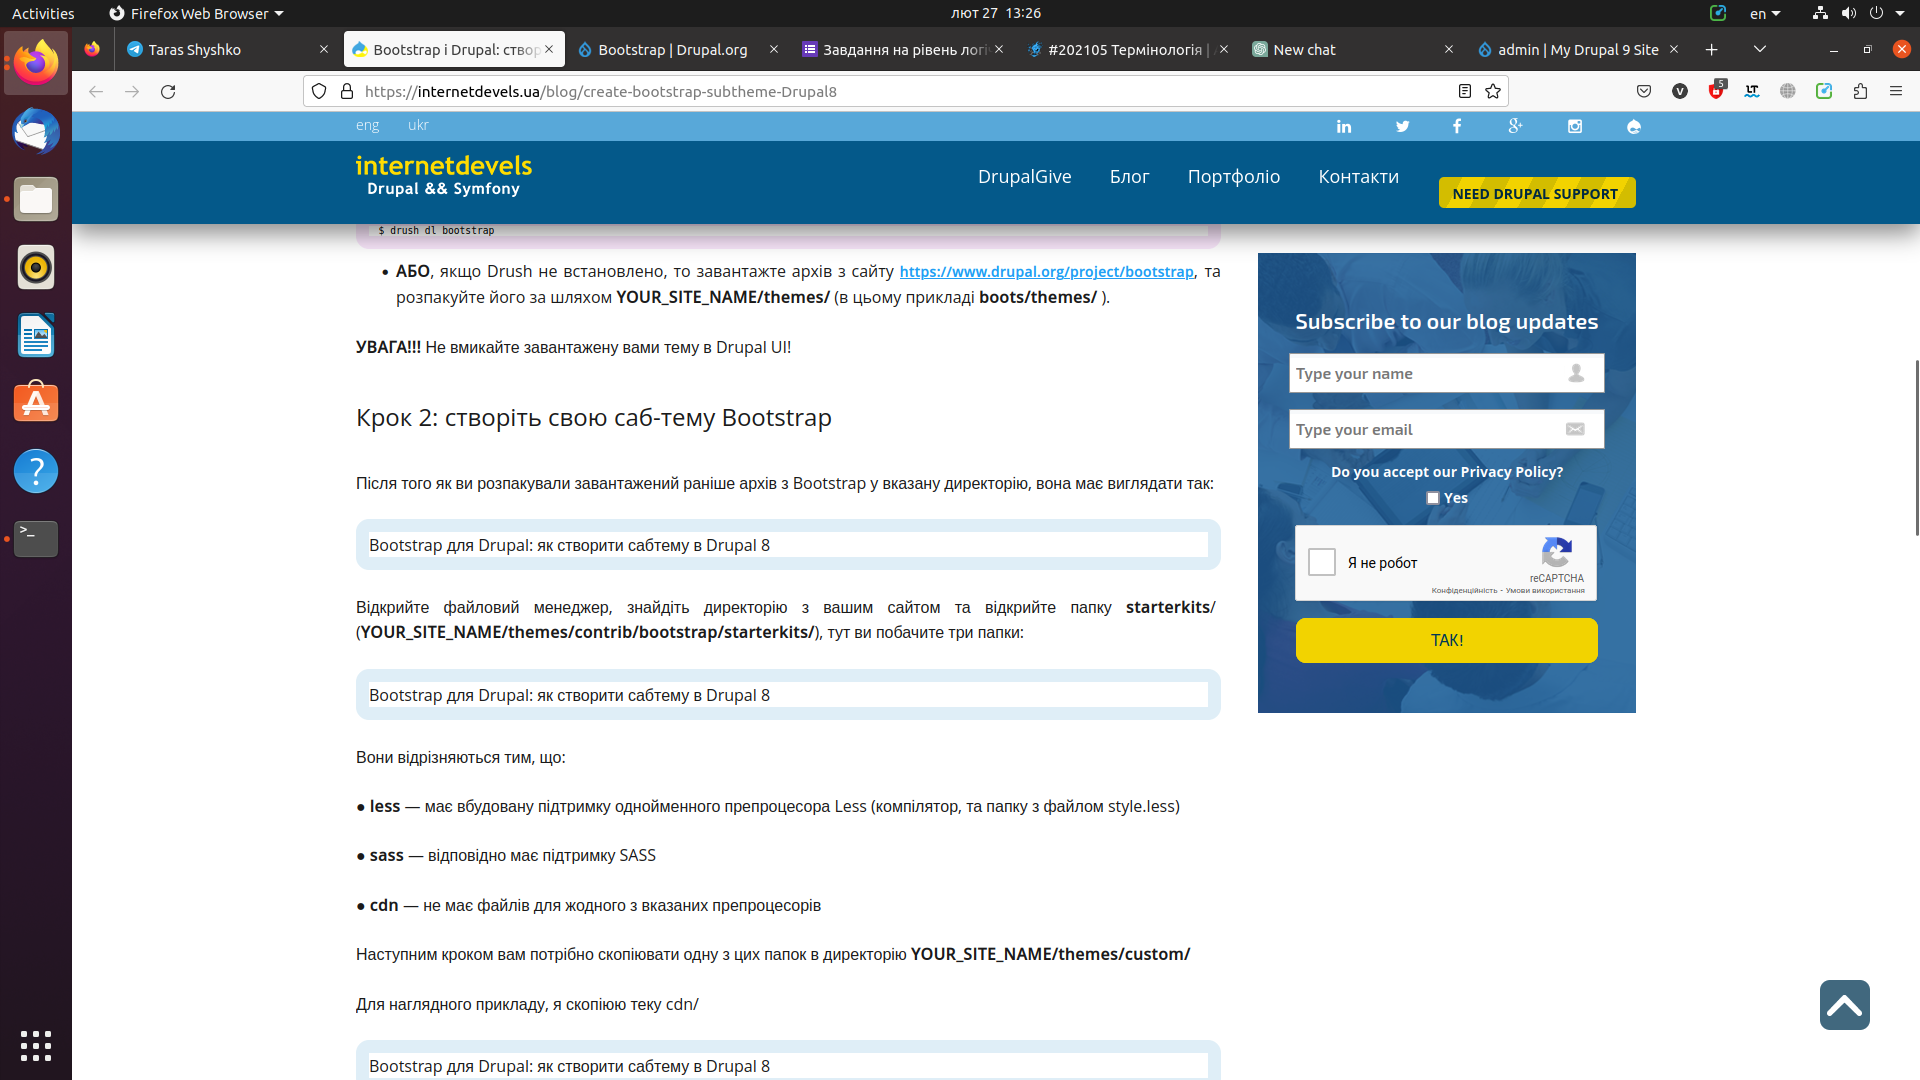 Activities
Firefox Web Browser
лют 27 13:26
en
Taras Shyshko
Bootstrap і Drupal: створ
Bootstrap | Drupal.org
Завдання на рівень логі
#202105 Термінологія |
New chat
admin | My Drupal 9 Site
https://internetdevels.ua/blog/create-bootstrap-subtheme-Drupal8
5
eng ukr
internetdevels
Drupal && Symfony
DrupalGive Блог Портфоліо Контакти
NEED DRUPAL SUPPORT
$ drush dl bootstrap
• АБО, якщо Drush не встановлено, то завантажте архів з сайту https://www.drupal.org/project/bootstrap, та
розпакуйте його за шляхом YOUR_SITE_NAME/themes/ (в цьому прикладі boots/themes/ ).
УВАГА!!! Не вмикайте завантажену вами тему в Drupal UI!
Крок 2: створіть свою саб-тему Bootstrap
Після того як ви розпакували завантажений раніше архів з Bootstrap у вказану директорію, вона має виглядати так:
Bootstrap для Drupal: як створити сабтему в Drupal 8
Відкрийте файловий менеджер, знайдіть директорію з вашим сайтом та відкрийте папку starterkits/
(YOUR_SITE_NAME/themes/contrib/bootstrap/starterkits/), тут ви побачите три папки:
Bootstrap для Drupal: як створити сабтему в Drupal 8
Вони відрізняються тим, що:
● less — має вбудовану підтримку однойменного препроцесора Less (компілятор, та папку з файлом style.less)
● sass — відповідно має підтримку SASS
● cdn — не має файлів для жодного з вказаних препроцесорів
Наступним кроком вам потрібно скопіювати одну з цих папок в директорію YOUR_SITE_NAME/themes/custom/
Для наглядного прикладу, я скопіюю теку cdn/
Bootstrap для Drupal: як створити сабтему в Drupal 8
Subscribe to our blog updates
Type your name
Type your email
Do you accept our Privacy Policy?
Yes
Я не робот
reCAPTCHA
Конфіденційність - Умови використання
ТАК!